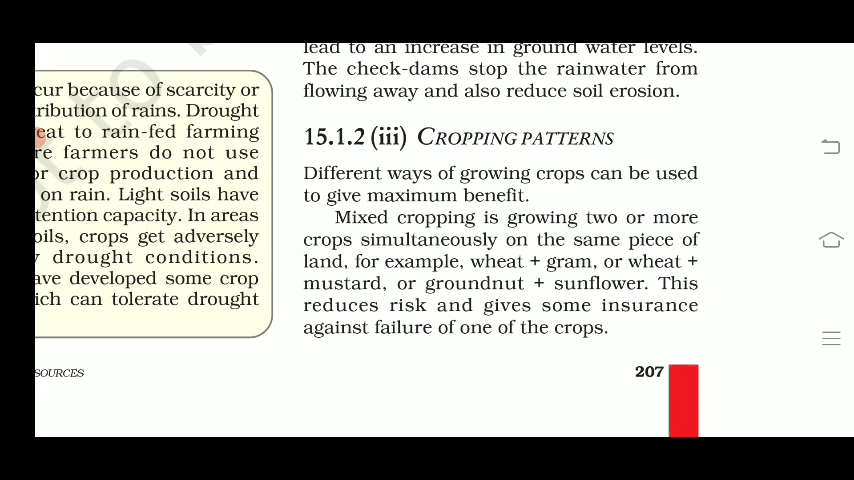 cur because of scarcity or
tribution of rains. Drought
eat to rain-fed farming
re farmers do not use
or crop production and
on rain. Light soils have
tention capacity. In areas
oils, crops get adversely
drought conditions.
ave developed some crop
ich can tolerate drought
SOURCES
lead to an increase in ground water levels.
The check-dams stop the rainwater from
flowing away and also reduce soil erosion.
15.1.2 (iii) CROPPING PATTERNS
Different ways of growing crops can be used
to give maximum benefit.
Mixed cropping is growing two or more
crops simultaneously on the same piece of
land, for example, wheat + gram, or wheat +
mustard, or groundnut + sunflower. This
reduces risk and gives some insurance
against failure of one of the crops.
207